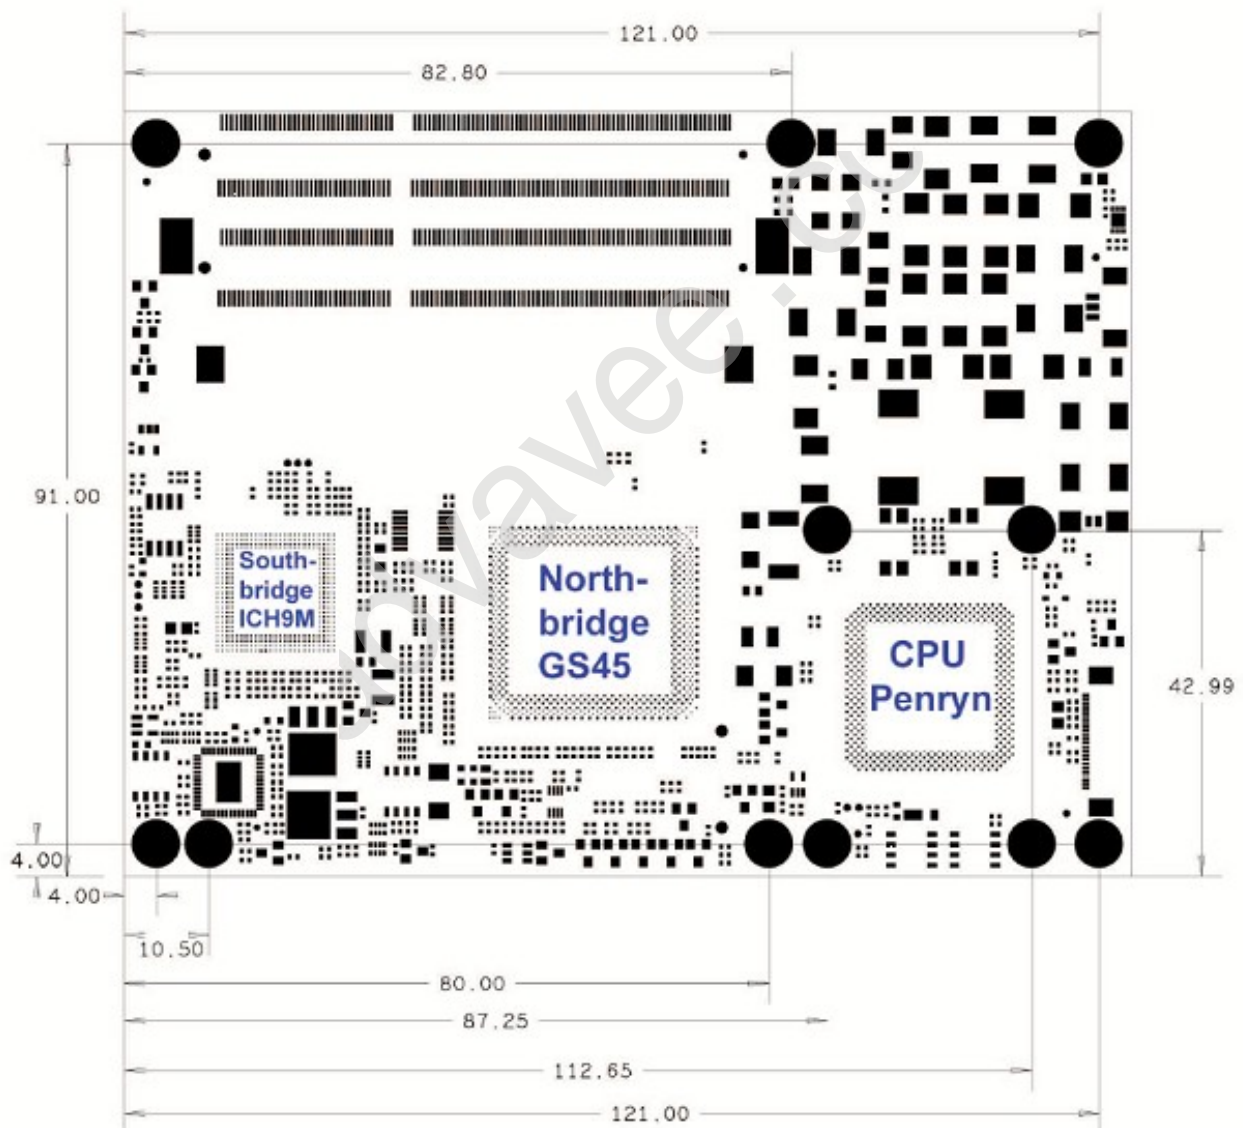 121.00
82.80
91.00
South-
bridge
ICH9M
North-
bridge
GS45
CPU
Penryn
42.99
4.00
4.00
10.50
80.00
87.25
112.65
121.00